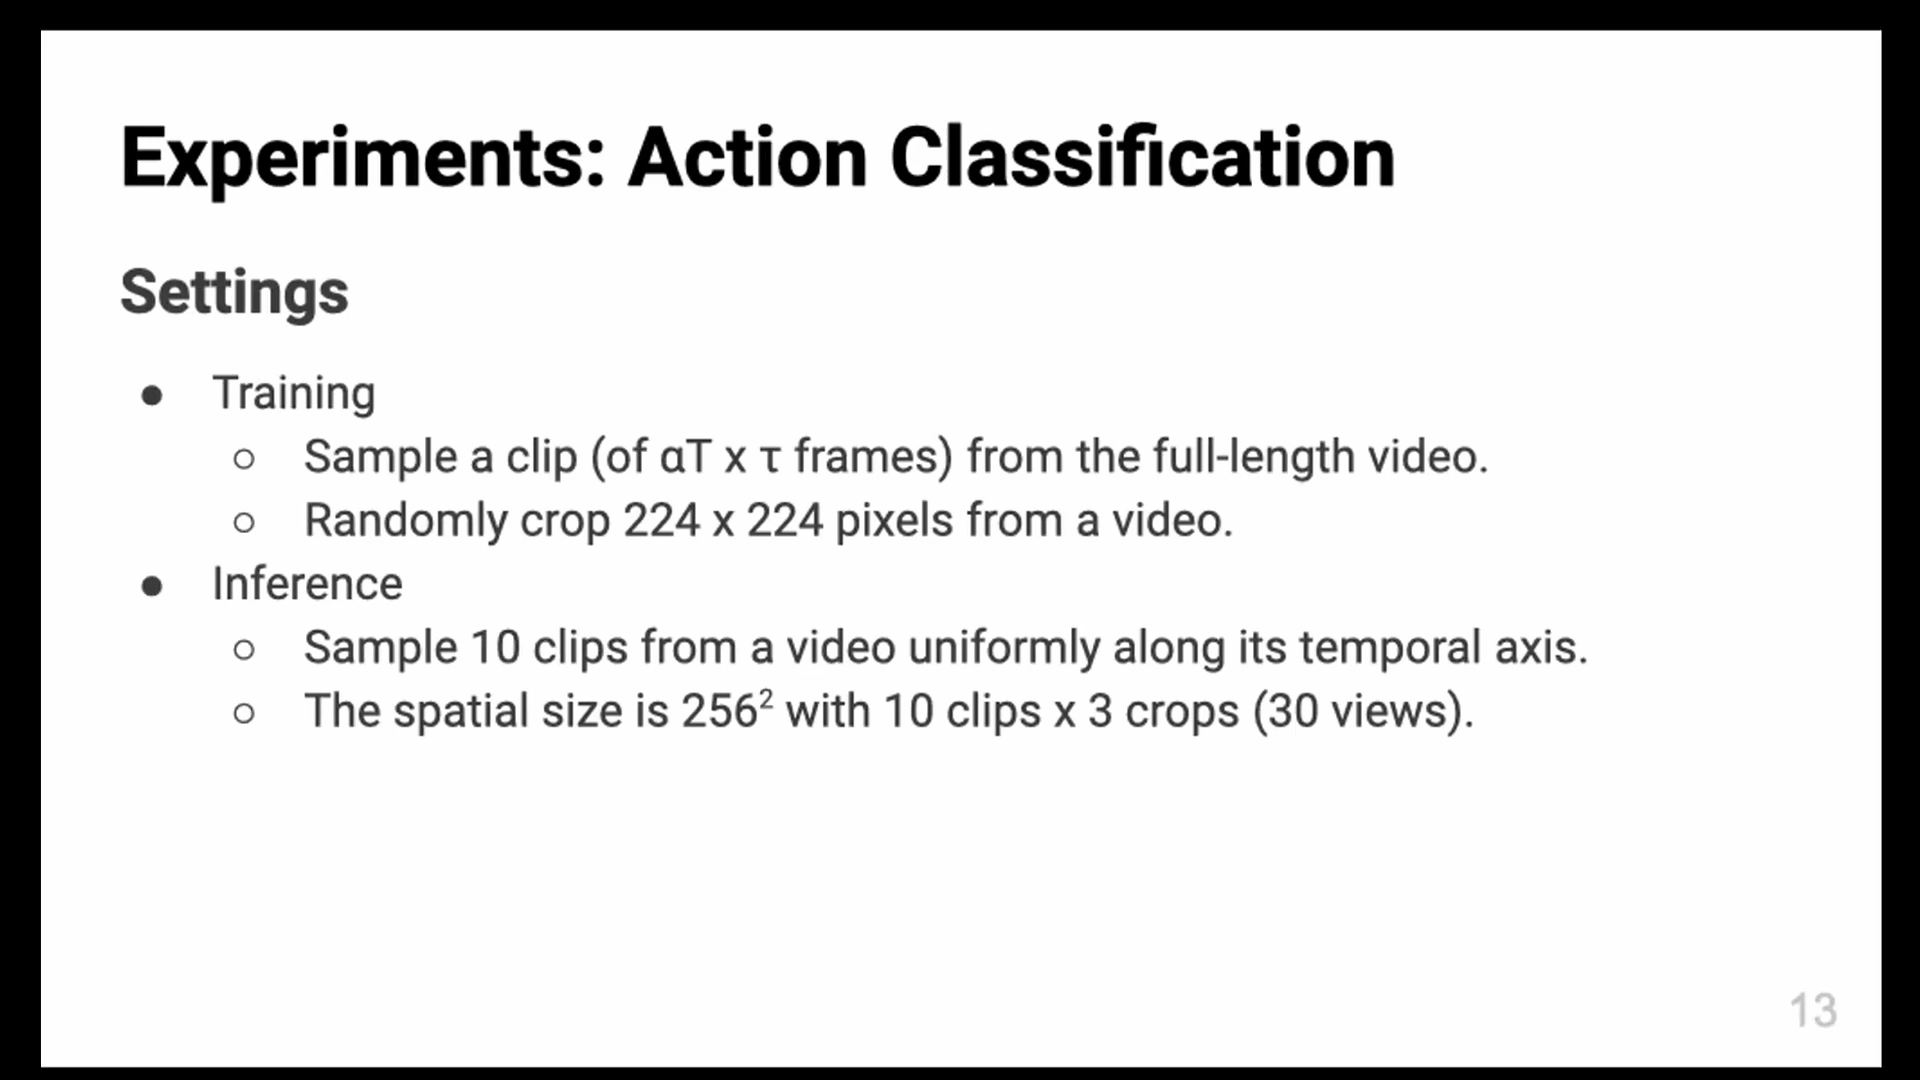 Experiments: Action Classification
Settings
● Training
○ Sample a clip (of αT x τ frames) from the full-length video.
○ Randomly crop 224 x 224 pixels from a video.
● Inference
○ Sample 10 clips from a video uniformly along its temporal axis.
○ The spatial size is 256² with 10 clips x 3 crops (30 views).
13